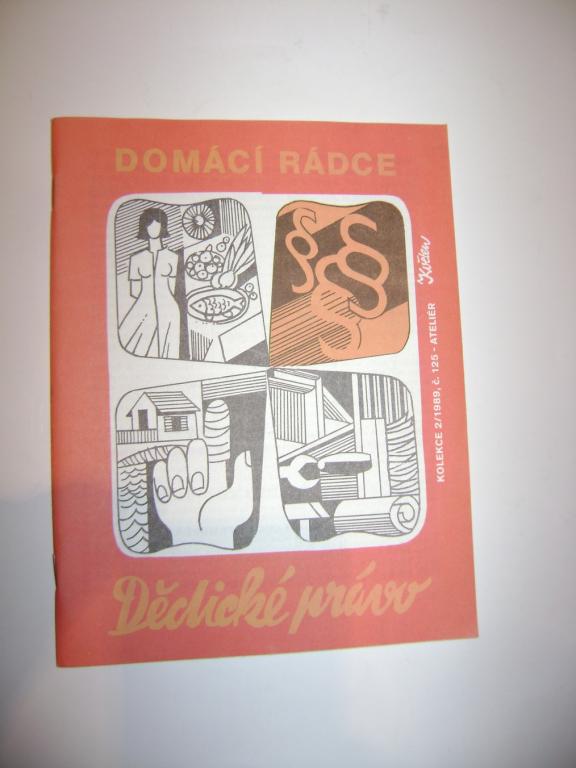 DOMÁCÍ RÁDCE
KOLEKCE 2/1989, č. 125 - ATELIÉR
Květen
Dědické právo